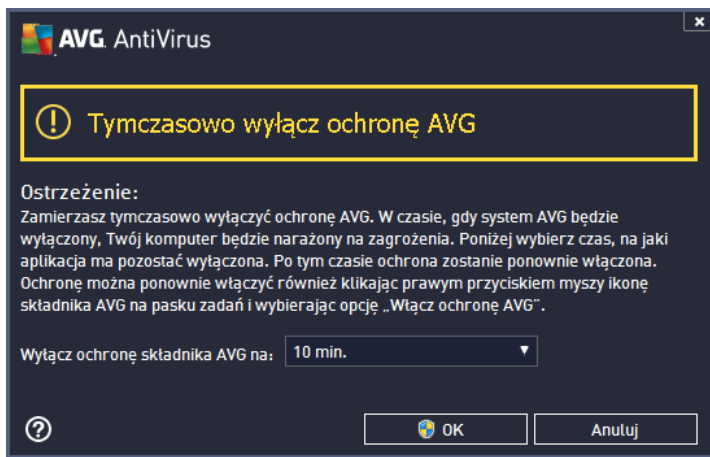 AVG. AntiVirus
Tymczasowo wyłącz ochronę AVG
Ostrzeżenie:
Zamierzasz tymczasowo wyłączyć ochronę AVG. W czasie, gdy system AVG będzie
wyłączony, Twój komputer będzie narażony na zagrożenia. Poniżej wybierz czas, na jaki
aplikacja ma pozostać wyłączona. Po tym czasie ochrona zostanie ponownie włączona.
Ochronę można ponownie włączyć również klikając prawym przyciskiem myszy ikonę
składnika AVG na pasku zadań i wybierając opcję „Włącz ochronę AVG”.
Wyłącz ochronę składnika AVG na: 10 min.
OK Anuluj